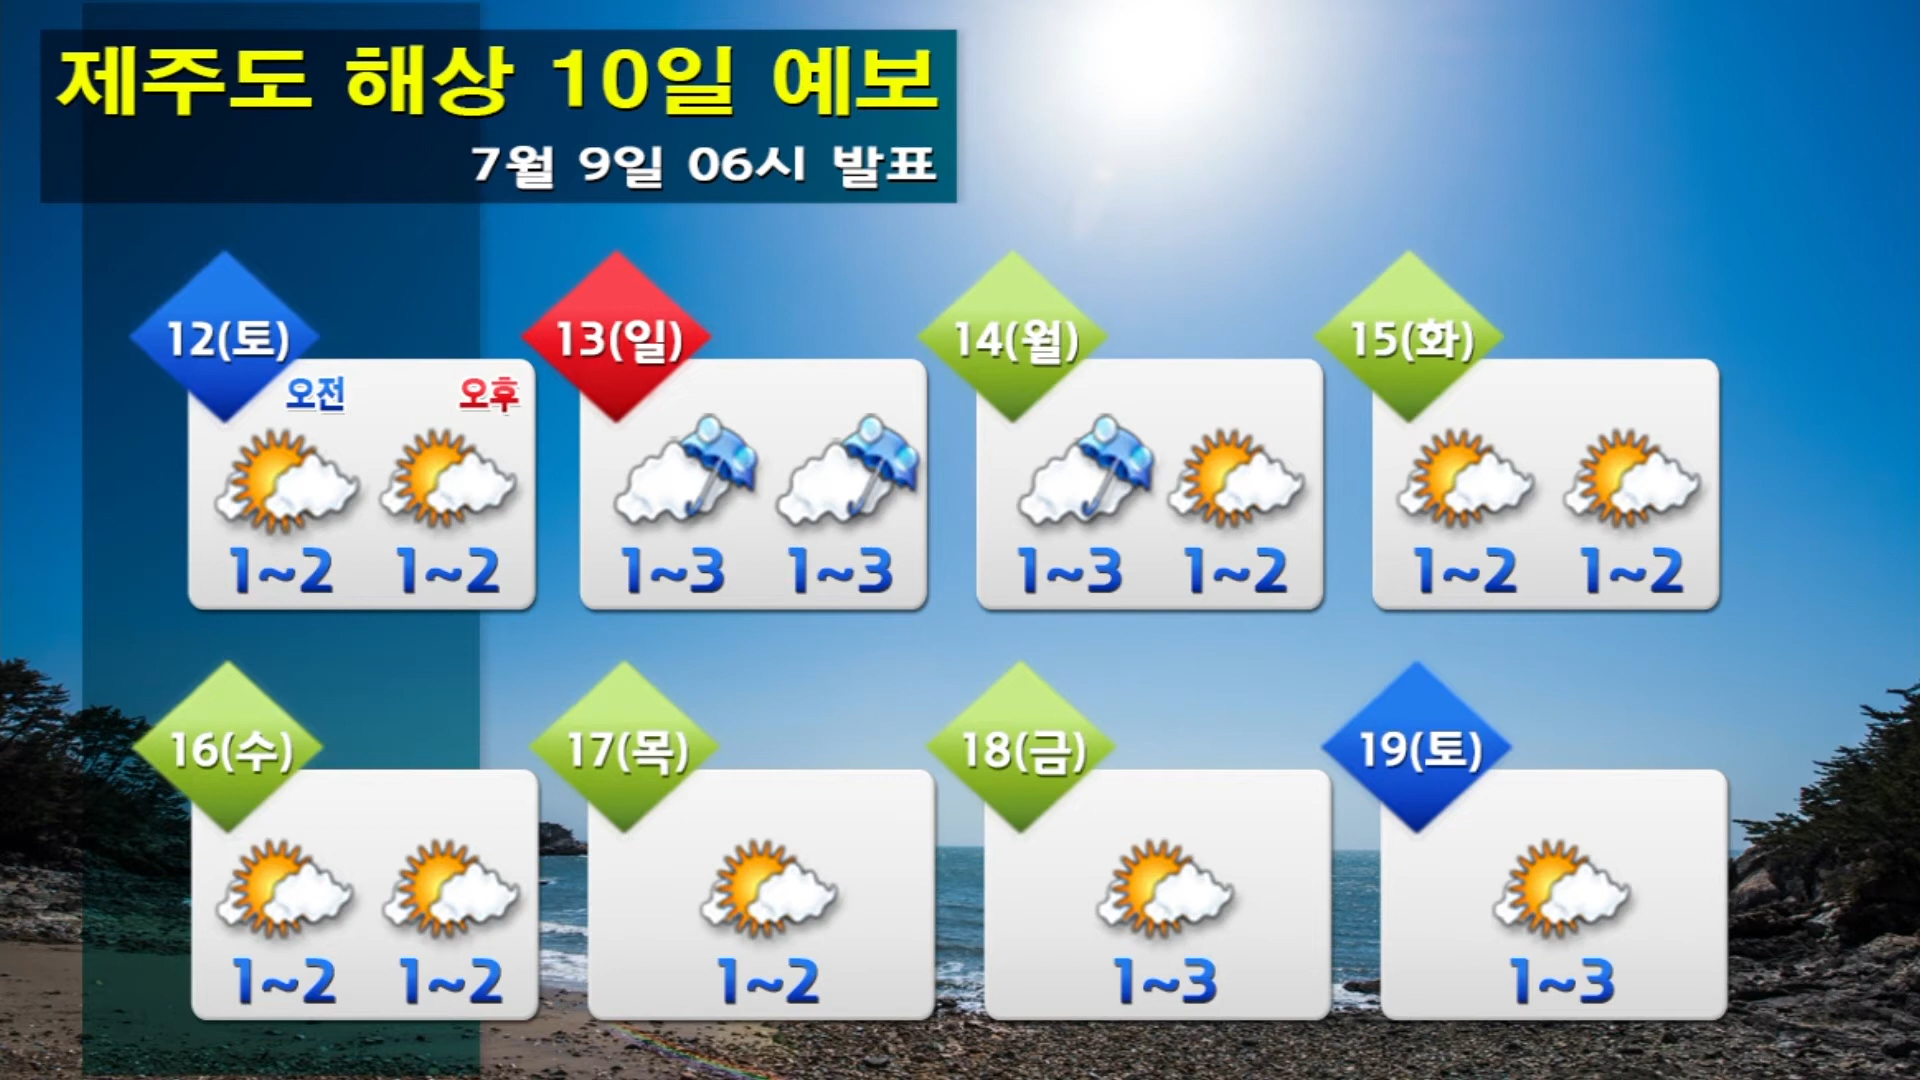 제주도 해상 10일 예보
7월 9일 06시 발표
12(토)
13(일)
14(월)
15(화)
오전 오후
1~2 1~2
1~3 1~3
1~3 1~2
1~2 1~2
16(수)
17(목)
18(금)
19(토)
1~2 1~2
1~2
1~3
1~3